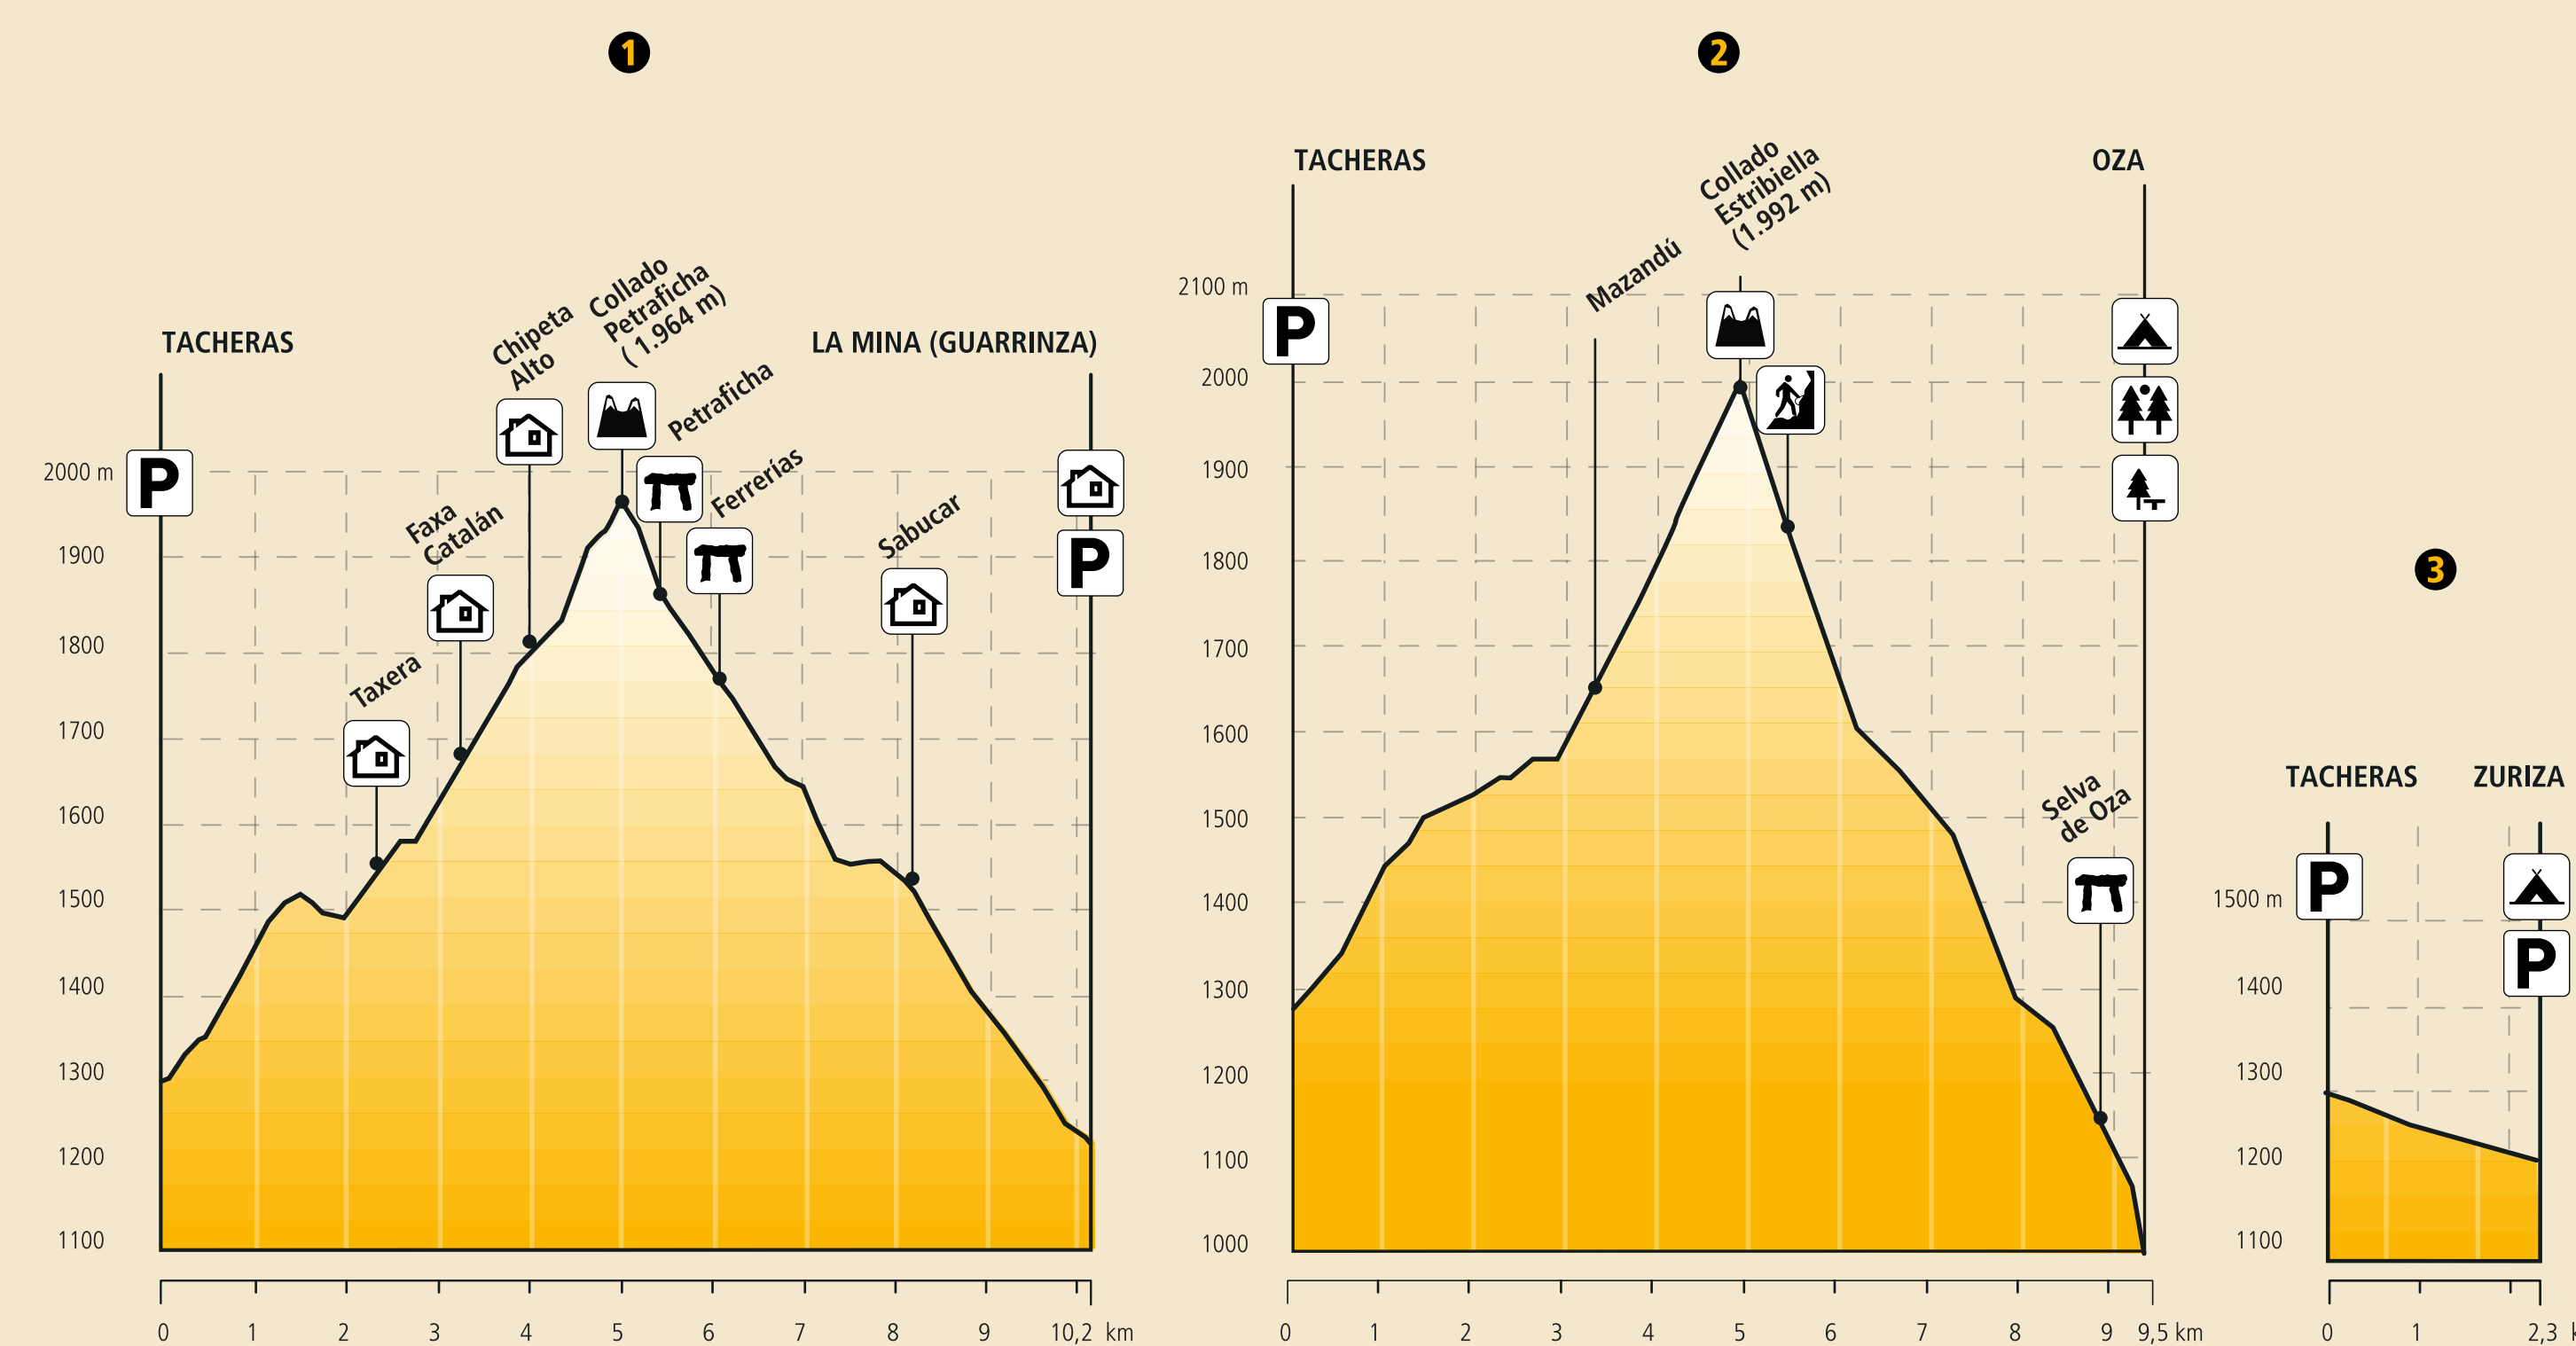 1
TACHERAS
LA MINA (GUARRINZA)
Taxera
Faxa
Catalán
Chipeta
Alto
Collado
Petraficha
( 1.964 m)
Petraficha
Ferrerías
Sabucar
P
P
2000 m
1900
1800
1700
1600
1500
1400
1300
1200
1100
0 1 2 3 4 5 6 7 8 9 10,2 km
2
TACHERAS
OZA
Mazandú
Collado
Estribiella
(1.992 m)
Selva
de Oza
P
2100 m
2000
1900
1800
1700
1600
1500
1400
1300
1200
1100
1000
0 1 2 3 4 5 6 7 8 9 9,5 km
3
TACHERAS
ZURIZA
P
P
1500 m
1400
1300
1200
1100
0 1 2,3